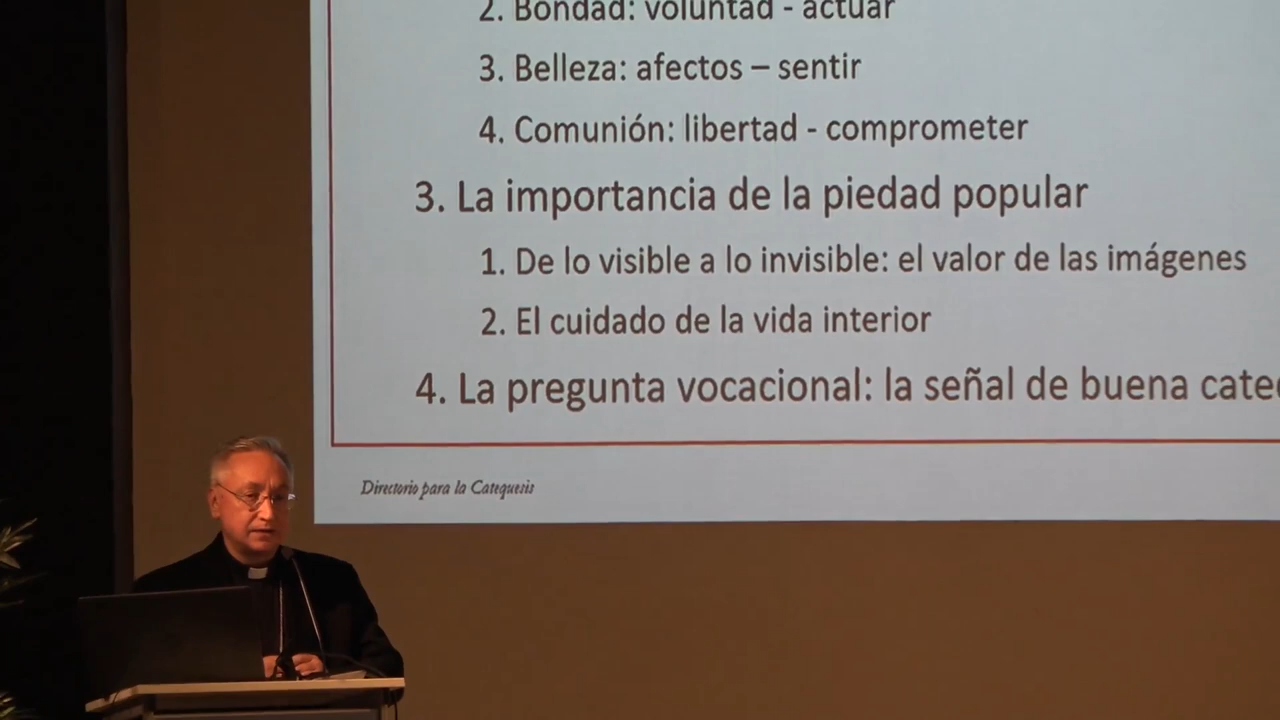 2. Bondad: voluntad - actuar
3. Belleza: afectos – sentir
4. Comunión: libertad - comprometer
3. La importancia de la piedad popular
1. De lo visible a lo invisible: el valor de las imágenes
2. El cuidado de la vida interior
4. La pregunta vocacional: la señal de buena
Directorio para la Catequesis